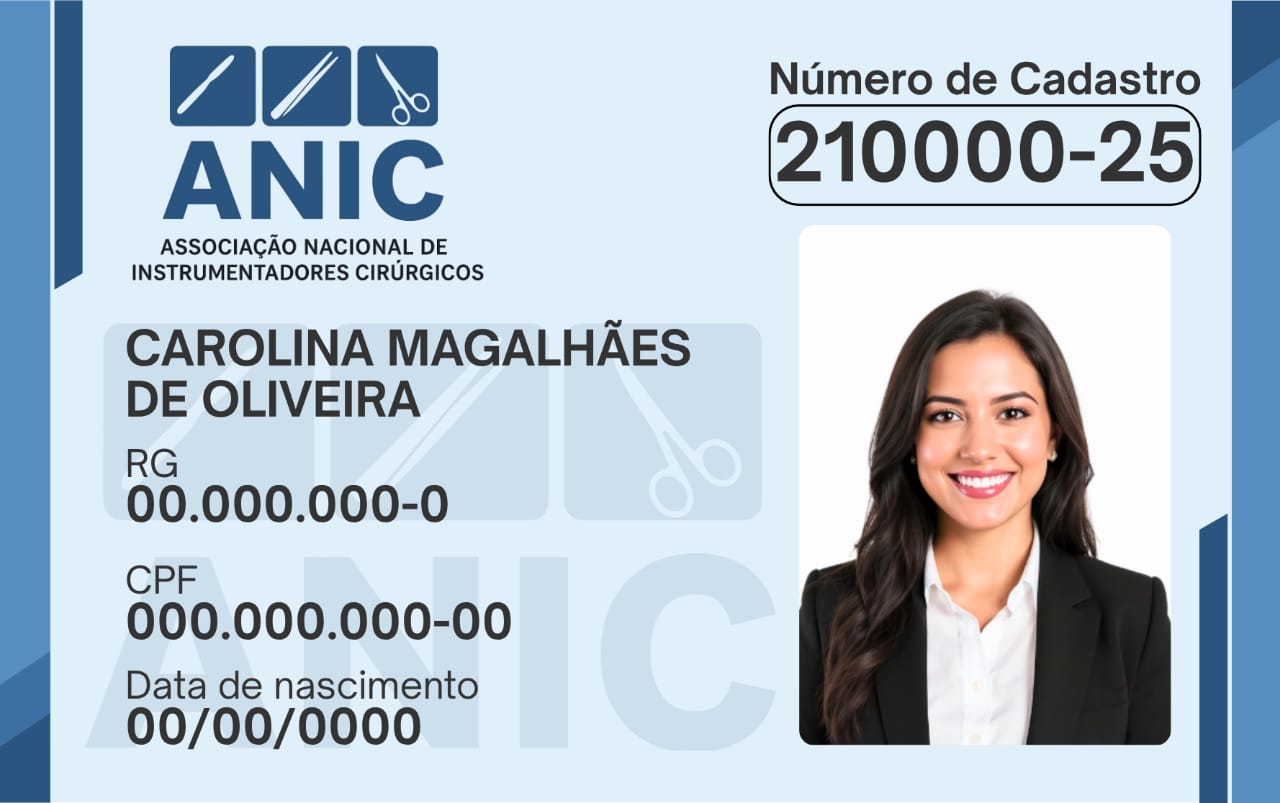 ANIC
ASSOCIAÇÃO NACIONAL DE
INSTRUMENTADORES CIRÚRGICOS
Número de Cadastro
210000-25
CAROLINA MAGALHÃES
DE OLIVEIRA
RG
00.000.000-0
CPF
000.000.000-00
Data de nascimento
00/00/0000
ANIC